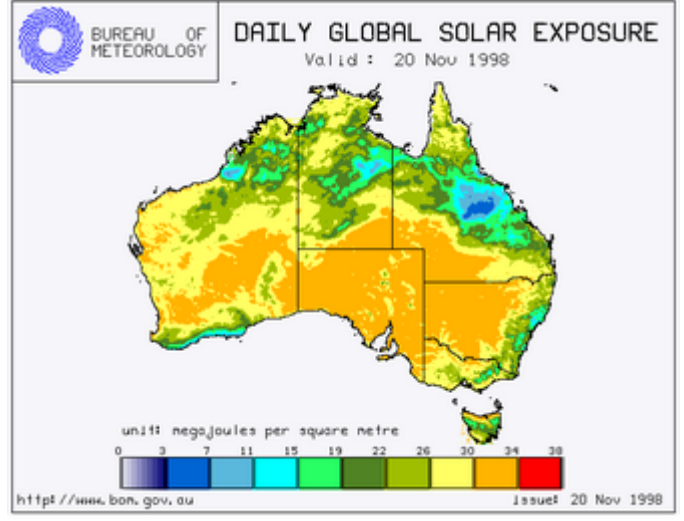 BUREAU OF
METEOROLOGY
DAILY GLOBAL SOLAR EXPOSURE
Valid : 20 Nov 1998
unit: megajoules per square metre
0 3 7 11 15 19 22 26 30 34 38
http://www.bom.gov.au
Issue: 20 Nov 1998